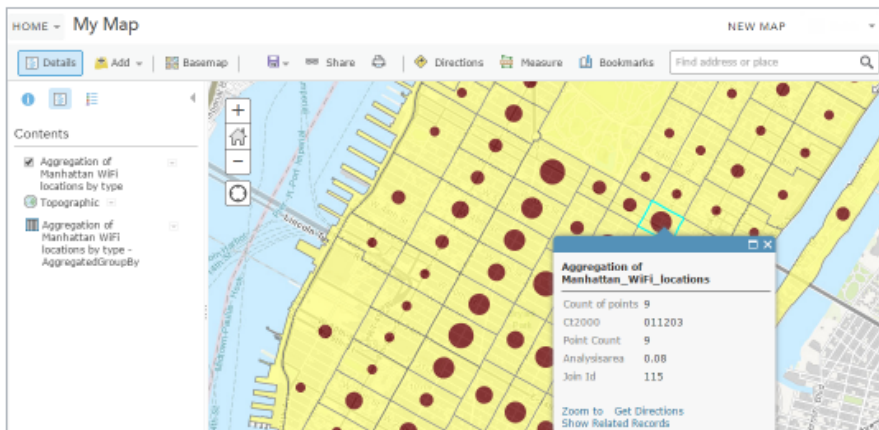 HOME My Map
NEW MAP
Details
Add
Basemap
Share
Directions
Measure
Bookmarks
Find address or place
Contents
Aggregation of
Manhattan WiFi
locations by type
Topographic
Aggregation of
Manhattan WiFi
locations by type -
AggregatedGroupBy
+
−
Lincoln
Aggregation of
Manhattan_WiFi_locations
Count of points 9
Ct2000 011203
Point Count 9
Analysisarea 0.08
Join Id 115
Zoom to Get Directions
Show Related Records